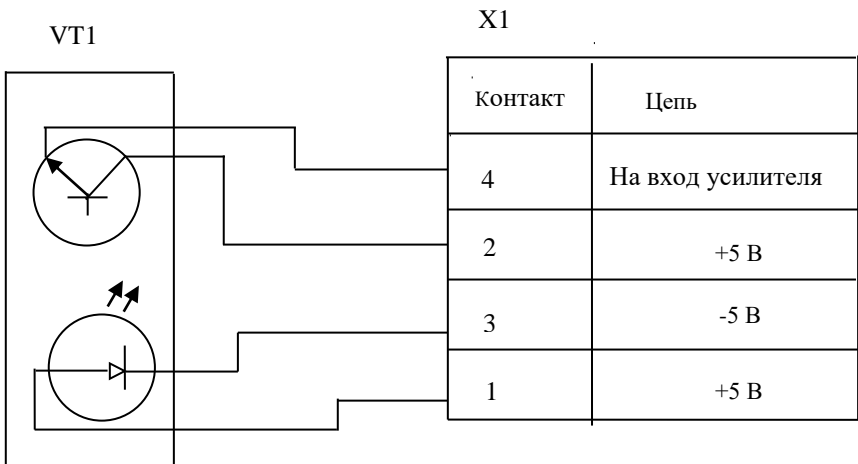 VT1
X1
Контакт Цепь
4 На вход усилителя
2 +5 В
3 -5 В
1 +5 В